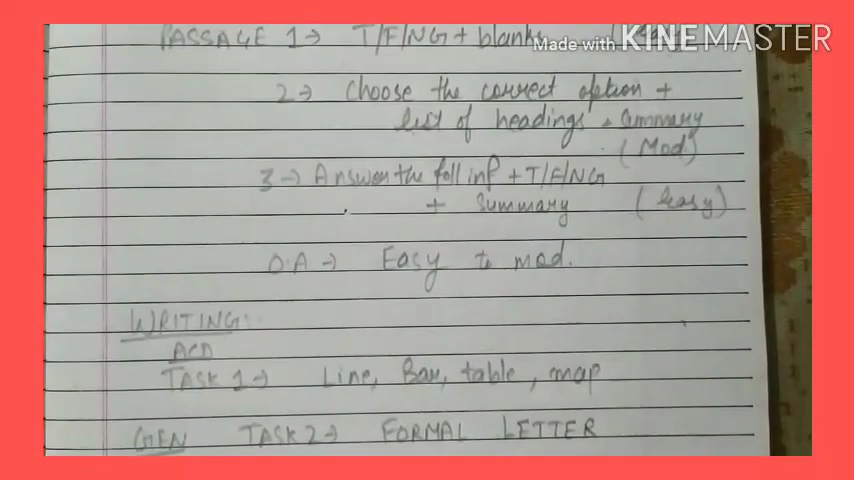 PASSAGE 1→ T/F/NG + blanks (easy)
Made with KINEMASTER
2→ Choose the correct option +
list of headings + Summary
(Mod)
3→ Answer the foll inf + T/F/NG
+ Summary (easy)
O.A→ Easy to mod.
WRITING:
ACD
TASK 1→ Line, Bar, table, map
GEN TASK 2→ FORMAL LETTER